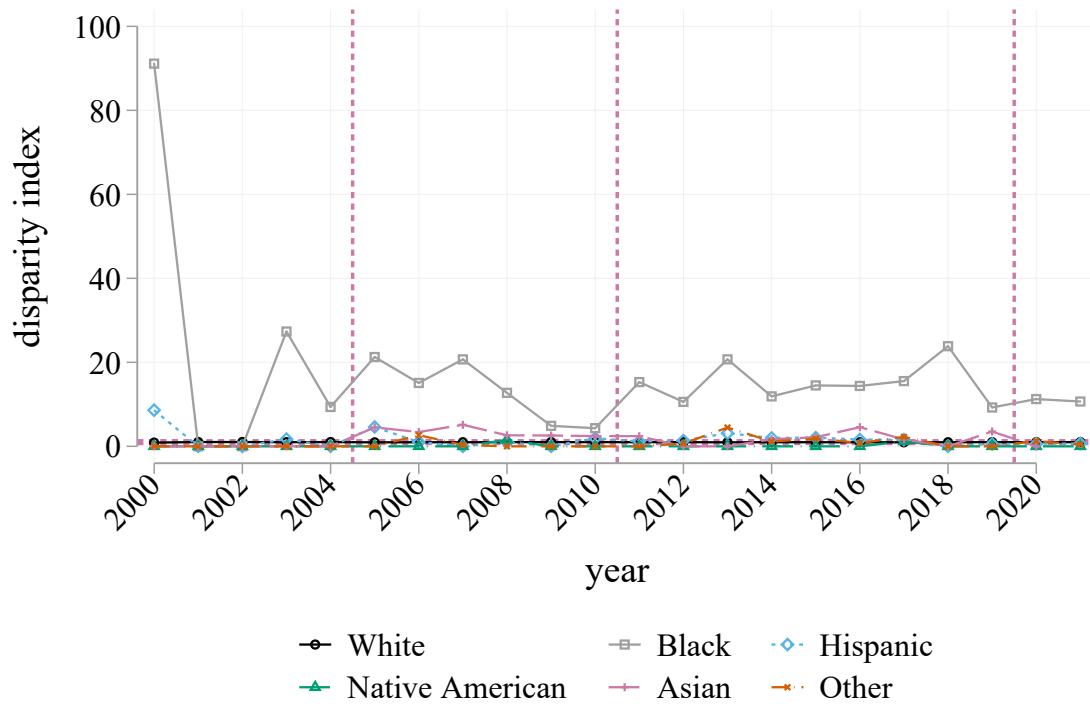 100
80
60
40
20
0
disparity index
2000 2002 2004 2006 2008 2010 2012 2014 2016 2018 2020
year
White Black Hispanic
Native American Asian Other